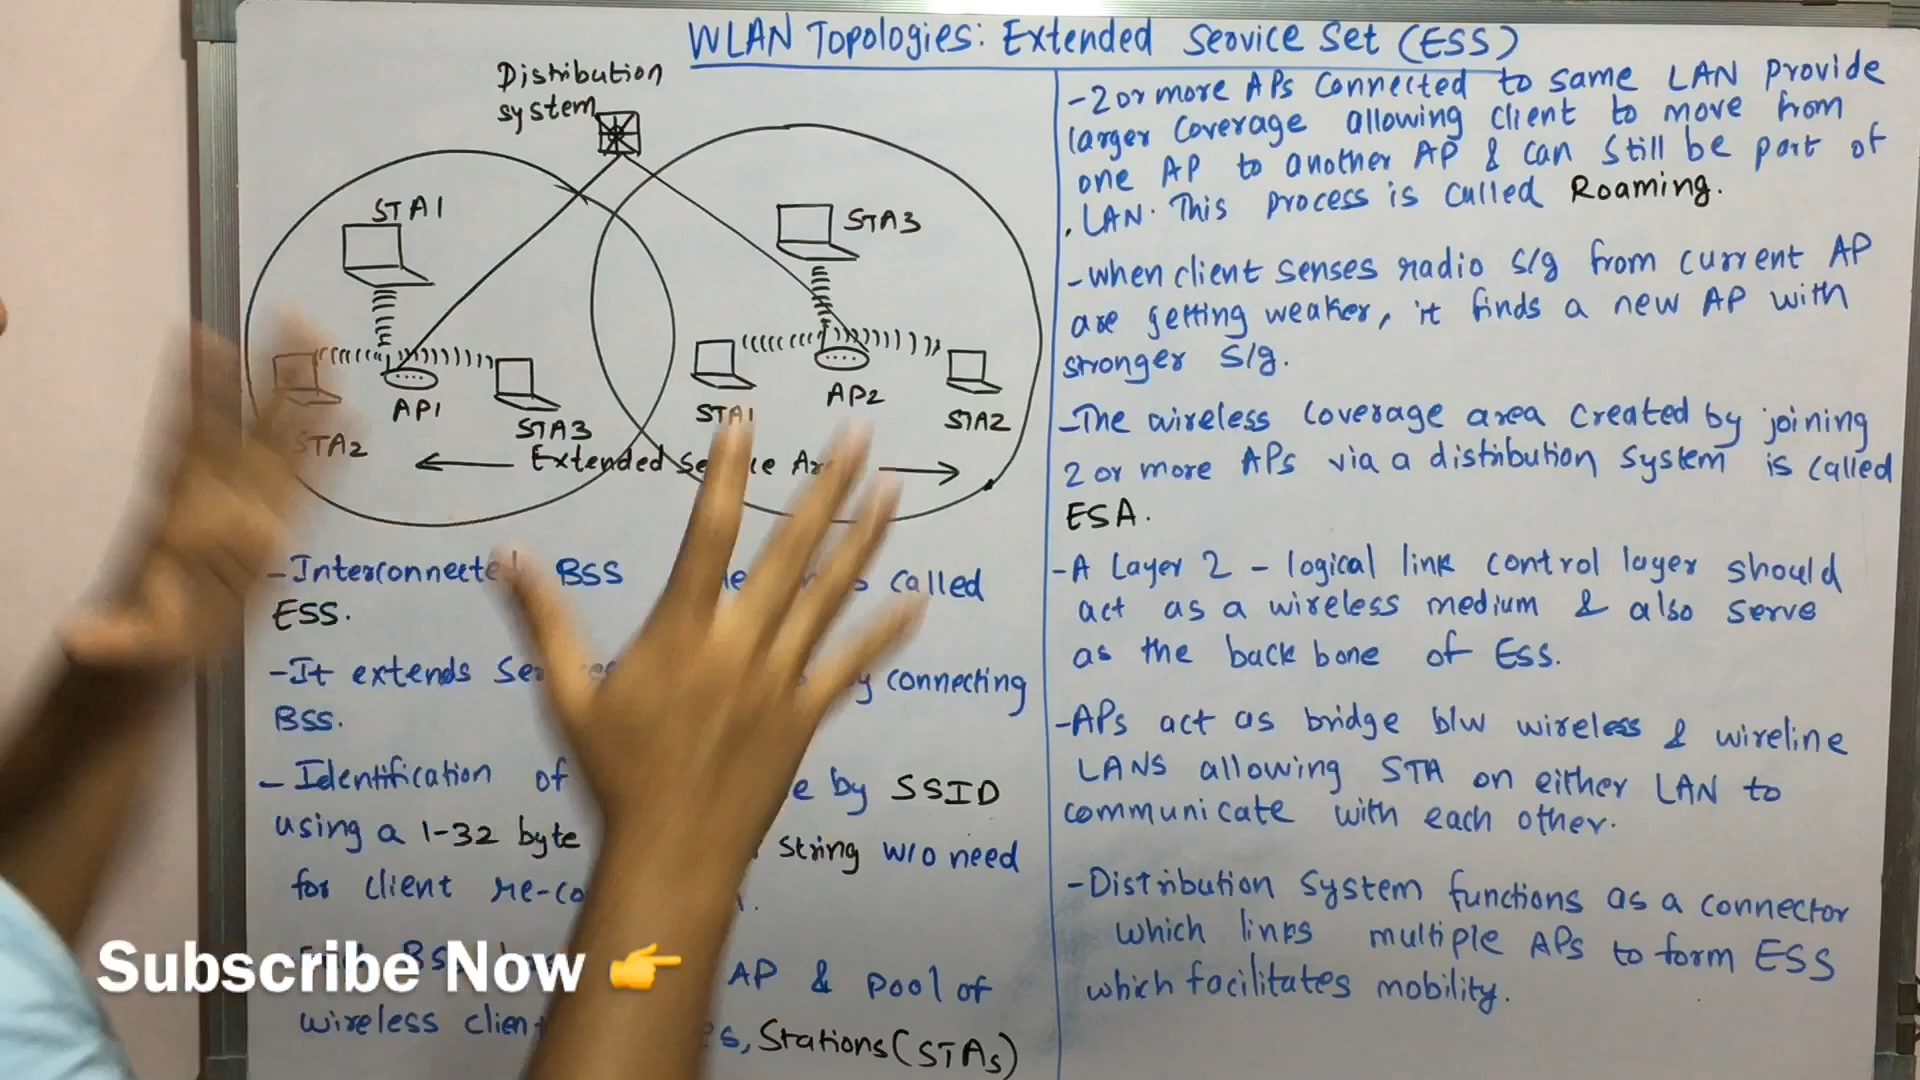 WLAN Topologies: Extended Service Set (ESS)
Distribution
system
STA1
STA3
STA2
AP1
STA3
STA1
AP2
STA2
Extended Se ce Ar
- Interconnected BSS called
ESS.
- It extends by connecting
BSS.
- Identification of by SSID
using a 1-32 byte string w/o need
for client re-co
AP & pool of
wireless client s, Stations (STAs)
- 2 or more APs connected to same LAN provide
larger coverage allowing client to move from
one AP to another AP & can still be part of
LAN. This process is called Roaming.
- when client senses radio s/g from current AP
are getting weaker, it finds a new AP with
stronger s/g.
- The wireless coverage area created by joining
2 or more APs via a distribution system is called
ESA.
- A Layer 2 - logical link control layer should
act as a wireless medium & also serve
as the back bone of ESS.
- APs act as bridge b/w wireless & wireline
LANs allowing STA on either LAN to
communicate with each other.
- Distribution System functions as a connector
which links multiple APs to form ESS
which facilitates mobility.
Subscribe Now 👉